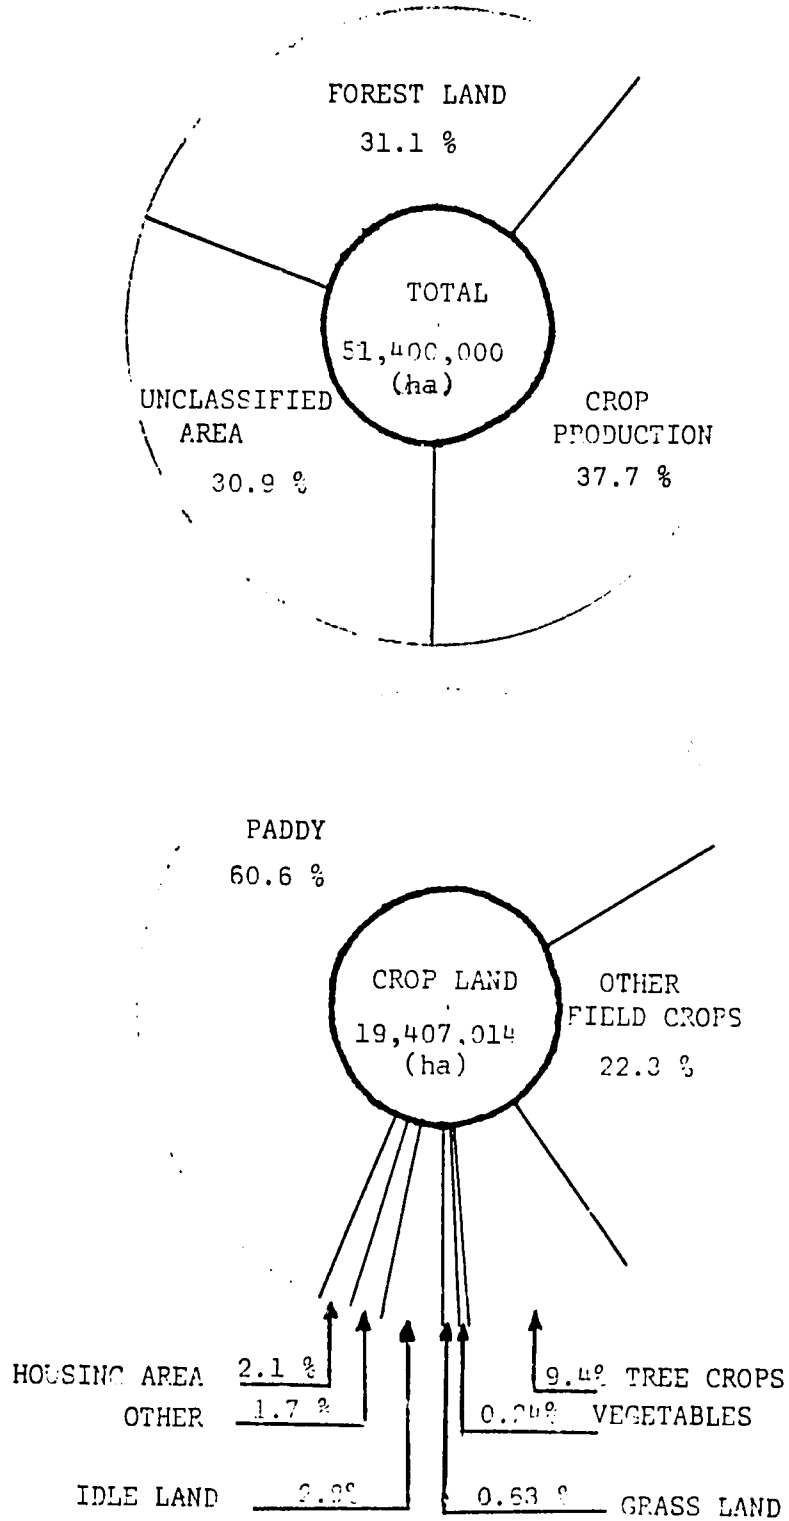 FOREST LAND
31.1 %
TOTAL
51,400,000
(ha)
UNCLASSIFIED
AREA
30.9 %
CROP
PRODUCTION
37.7 %
PADDY
60.6 %
CROP LAND
19,407,014
(ha)
OTHER
FIELD CROPS
22.3 %
HOUSING AREA 2.1 %
9.4% TREE CROPS
OTHER 1.7 %
VEGETABLES
IDLE LAND
0.63 % GRASS LAND